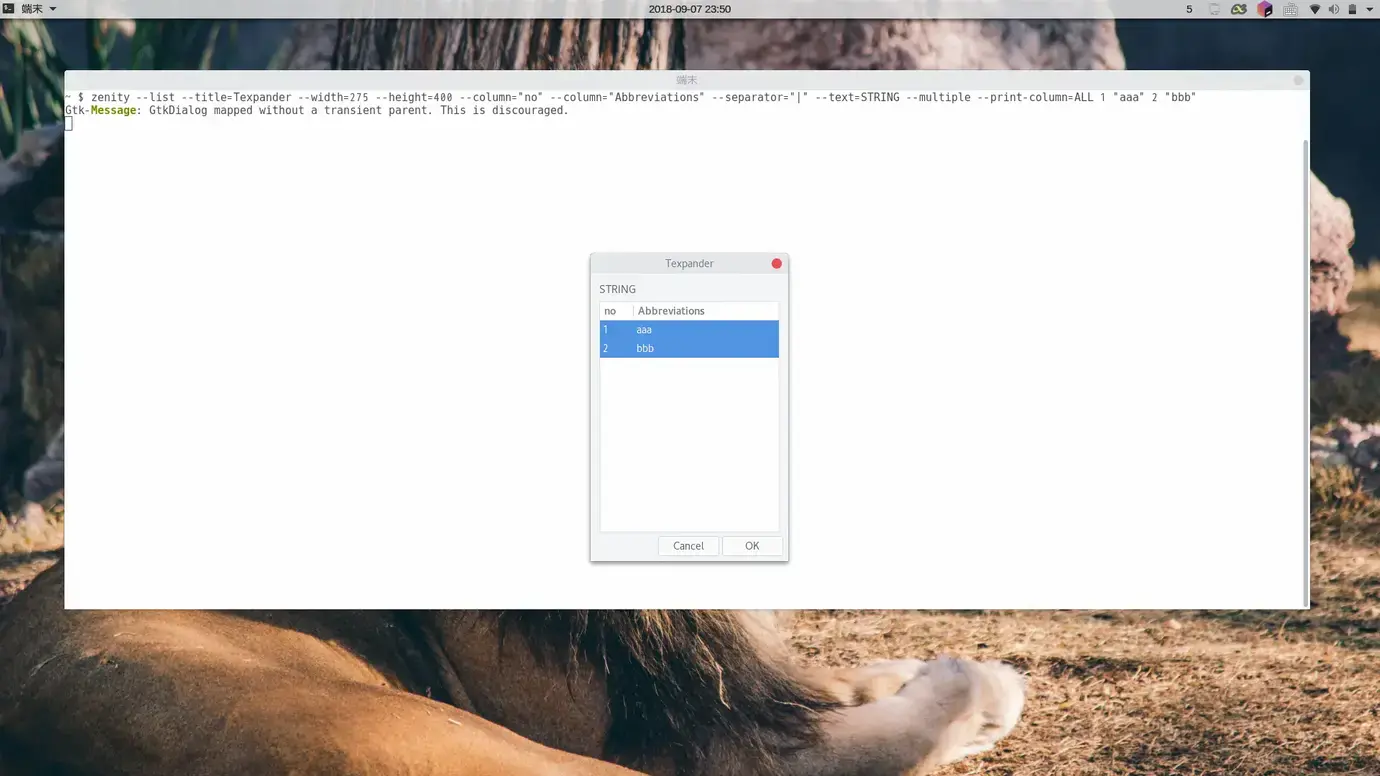 端末
2018-09-07 23:50
5
端末
~ $ zenity --list --title=Texpander --width=275 --height=400 --column="no" --column="Abbreviations" --separator="|" --text=STRING --multiple --print-column=ALL 1 "aaa" 2 "bbb"
Gtk-Message: GtkDialog mapped without a transient parent. This is discouraged.
Texpander
STRING
no Abbreviations
1 aaa
2 bbb
Cancel OK